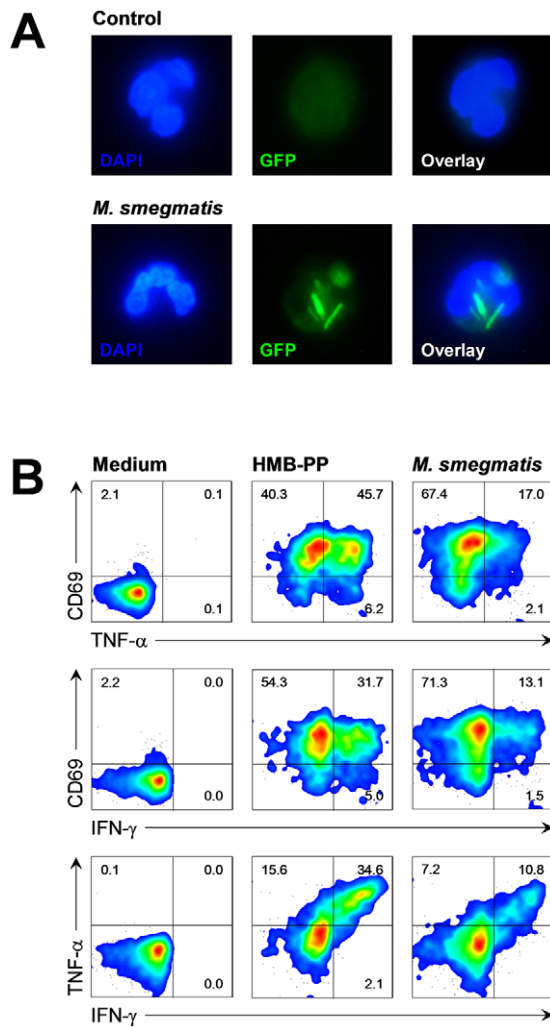 A
Control
DAPI GFP Overlay
M. smegmatis
DAPI GFP Overlay
B
Medium HMB-PP M. smegmatis
2.1 0.1 40.3 45.7 67.4 17.0
0.1 6.2 2.1
CD69
TNF-α
2.2 0.0 54.3 31.7 71.3 13.1
0.0 5.0 1.5
CD69
IFN-γ
0.1 0.0 15.6 34.6 7.2 10.8
0.0 2.1
TNF-α
IFN-γ